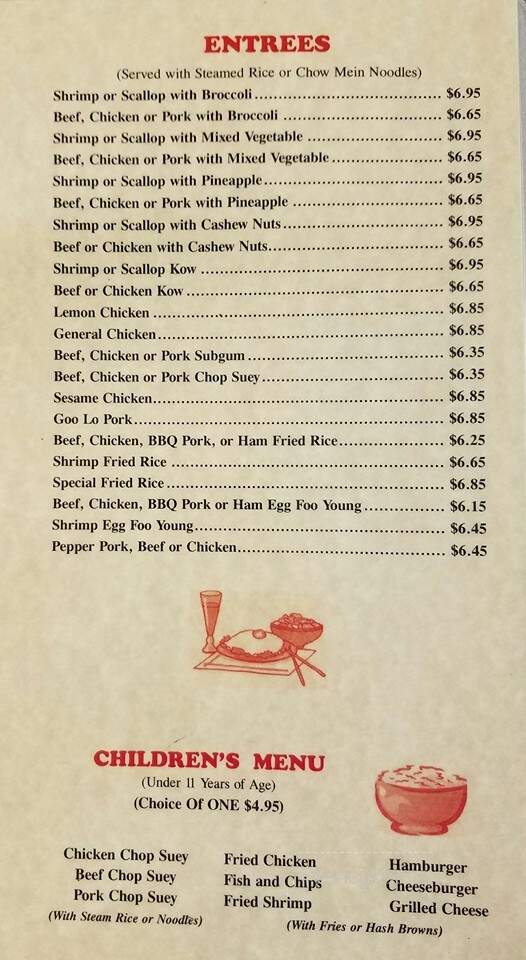 ENTREES
(Served with Steamed Rice or Chow Mein Noodles)
Shrimp or Scallop with Broccoli ........ $6.95
Beef, Chicken or Pork with Broccoli ........ $6.65
Shrimp or Scallop with Mixed Vegetable ........ $6.95
Beef, Chicken or Pork with Mixed Vegetable ........ $6.65
Shrimp or Scallop with Pineapple ........ $6.95
Beef, Chicken or Pork with Pineapple ........ $6.65
Shrimp or Scallop with Cashew Nuts ........ $6.95
Beef or Chicken with Cashew Nuts ........ $6.65
Shrimp or Scallop Kow ........ $6.95
Beef or Chicken Kow ........ $6.65
Lemon Chicken ........ $6.85
General Chicken ........ $6.85
Beef, Chicken or Pork Subgum ........ $6.35
Beef, Chicken or Pork Chop Suey ........ $6.35
Sesame Chicken ........ $6.85
Goo Lo Pork ........ $6.85
Beef, Chicken, BBQ Pork, or Ham Fried Rice ........ $6.25
Shrimp Fried Rice ........ $6.65
Special Fried Rice ........ $6.85
Beef, Chicken, BBQ Pork or Ham Egg Foo Young ........ $6.15
Shrimp Egg Foo Young ........ $6.45
Pepper Pork, Beef or Chicken ........ $6.45
CHILDREN'S MENU
(Under 11 Years of Age)
(Choice Of ONE $4.95)
Chicken Chop Suey
Beef Chop Suey
Pork Chop Suey
(With Steam Rice or Noodles)
Fried Chicken
Fish and Chips
Fried Shrimp
Hamburger
Cheeseburger
Grilled Cheese
(With Fries or Hash Browns)